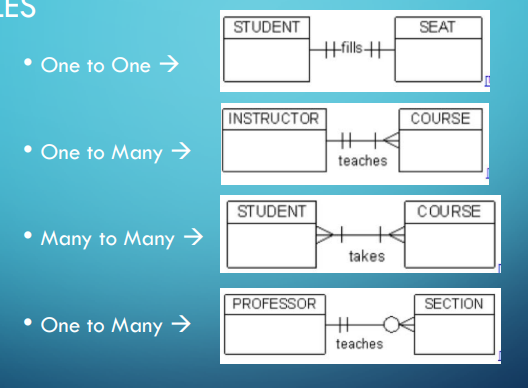 LES
• One to One →
STUDENT
fills
SEAT
• One to Many →
INSTRUCTOR
teaches
COURSE
• Many to Many →
STUDENT
takes
COURSE
• One to Many →
PROFESSOR
teaches
SECTION